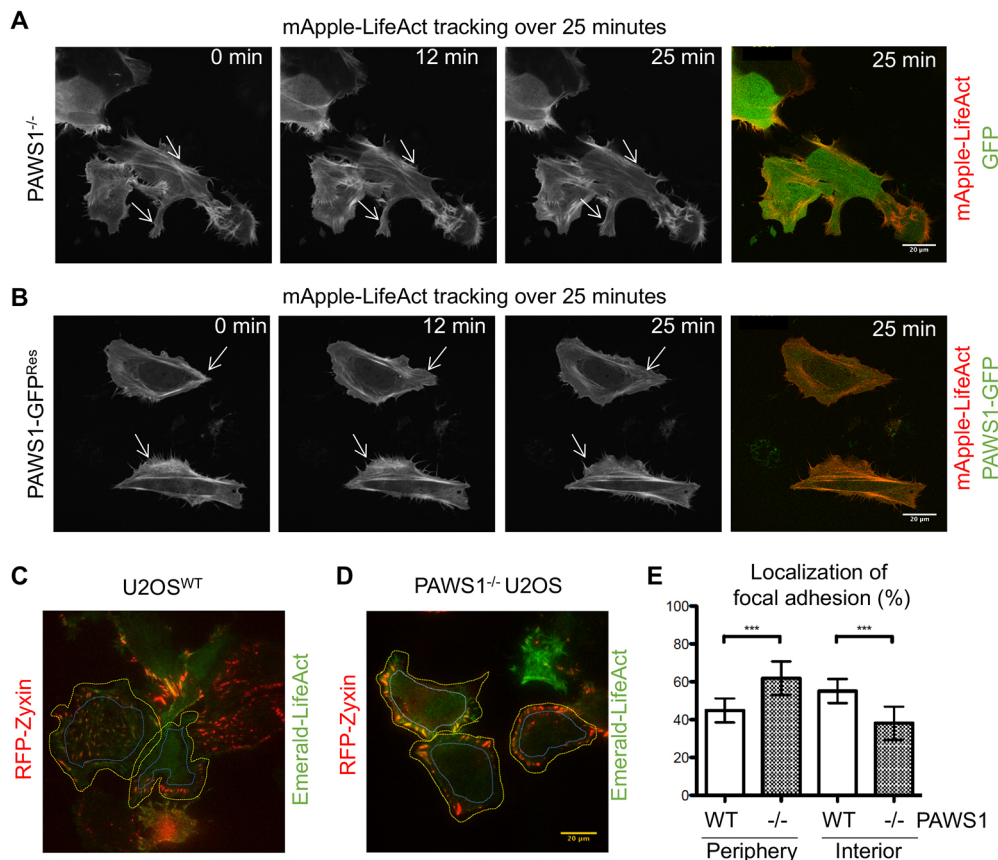 A
mApple-LifeAct tracking over 25 minutes
PAWS1-/-
0 min
12 min
25 min
25 min
20 µm
mApple-LifeAct
GFP
B
mApple-LifeAct tracking over 25 minutes
PAWS1-GFPRes
0 min
12 min
25 min
25 min
20 µm
mApple-LifeAct
PAWS1-GFP
C
U2OSWT
RFP-Zyxin
Emerald-LifeAct
D
PAWS1-/- U2OS
RFP-Zyxin
20 µm
Emerald-LifeAct
E
Localization of
focal adhesion (%)
100
80
60
40
20
0
*** ***
WT -/- WT -/- PAWS1
Periphery Interior